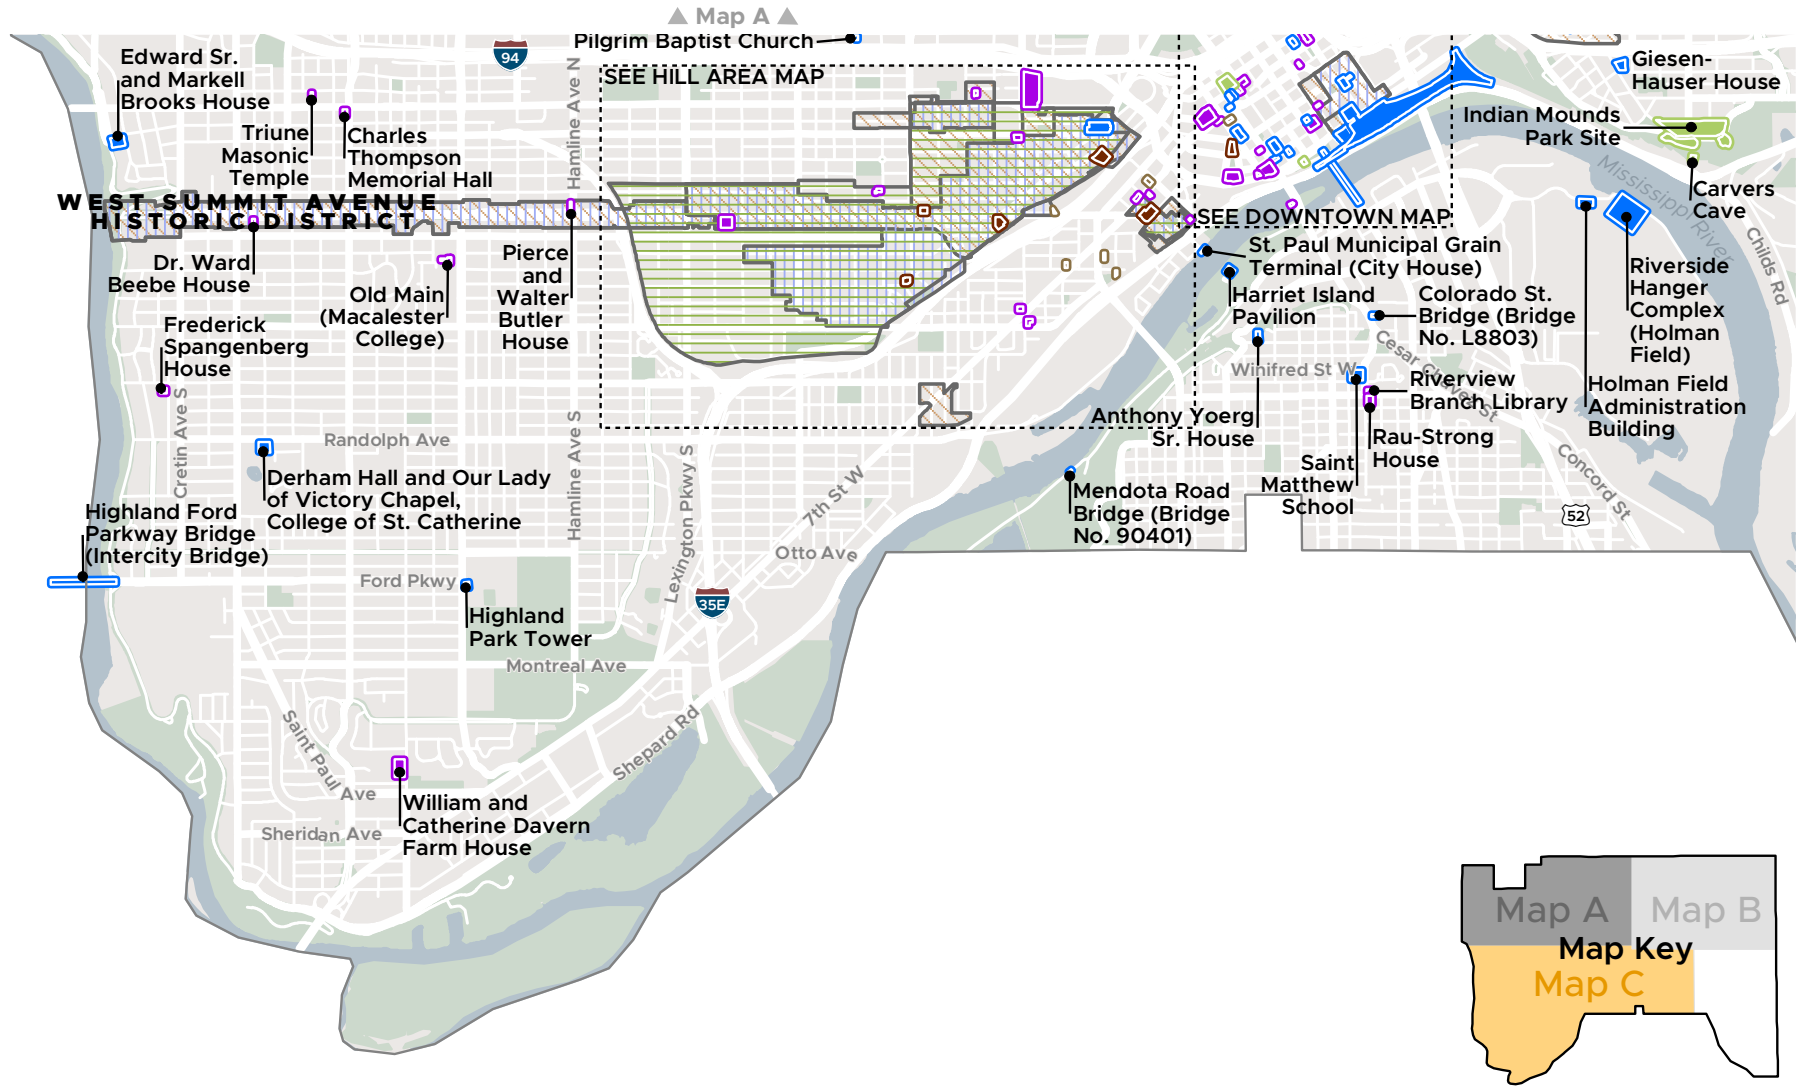 Map A
Pilgrim Baptist Church
94
Edward Sr.
and Markell
Brooks House
SEE HILL AREA MAP
Giesen-
Hauser House
Triune
Masonic
Temple
Charles
Thompson
Memorial Hall
Hamline Ave N
Indian Mounds
Park Site
Mississippi River
Carvers
Cave
WEST SUMMIT AVENUE
HISTORIC DISTRICT
SEE DOWNTOWN MAP
Dr. Ward
Beebe House
Old Main
(Macalester
College)
Pierce
and
Walter
Butler
House
St. Paul Municipal Grain
Terminal (City House)
Harriet Island
Pavilion
Colorado St.
Bridge (Bridge
No. L8803)
Riverside
Hanger
Complex
(Holman
Field)
Childs Rd
Frederick
Spangenberg
House
Cesar Chavez St
Winifred St W
Riverview
Branch Library
Holman Field
Administration
Building
Anthony Yoerg
Sr. House
Rau-Strong
House
Saint
Matthew
School
Concord St
52
Cretin Ave S
Randolph Ave
Hamline Ave S
Lexington Pkwy S
7th St W
Derham Hall and Our Lady
of Victory Chapel,
College of St. Catherine
Mendota Road
Bridge (Bridge
No. 90401)
Highland Ford
Parkway Bridge
(Intercity Bridge)
Otto Ave
Ford Pkwy
35E
Highland
Park Tower
Montreal Ave
Saint Paul Ave
Shepard Rd
William and
Catherine Davern
Farm House
Sheridan Ave
Map A
Map B
Map Key
Map C